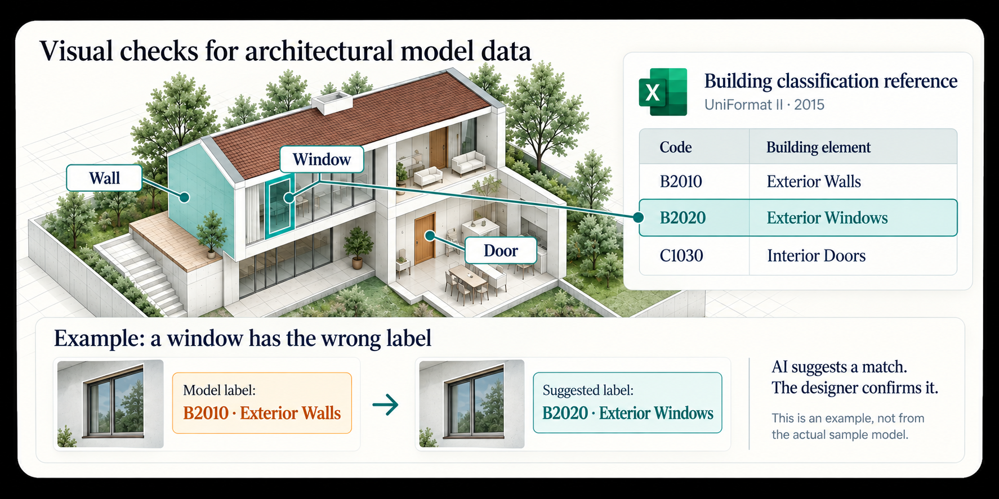 Visual checks for architectural model data
Wall
Window
Door
X
Building classification reference
UniFormat II · 2015
Code Building element
B2010 Exterior Walls
B2020 Exterior Windows
C1030 Interior Doors
Example: a window has the wrong label
Model label:
B2010 · Exterior Walls
Suggested label:
B2020 · Exterior Windows
AI suggests a match.
The designer confirms it.
This is an example, not from
the actual sample model.